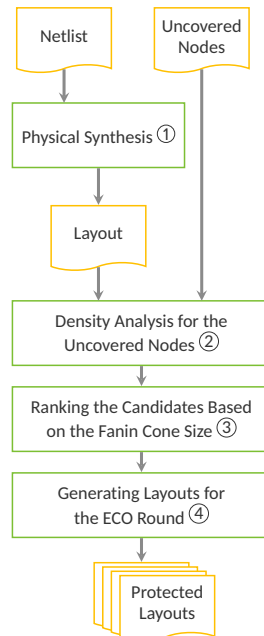 Netlist
Uncovered
Nodes
Physical Synthesis ①
Layout
Density Analysis for the
Uncovered Nodes ②
Ranking the Candidates Based
on the Fanin Cone Size ③
Generating Layouts for
the ECO Round ④
Protected
Layouts